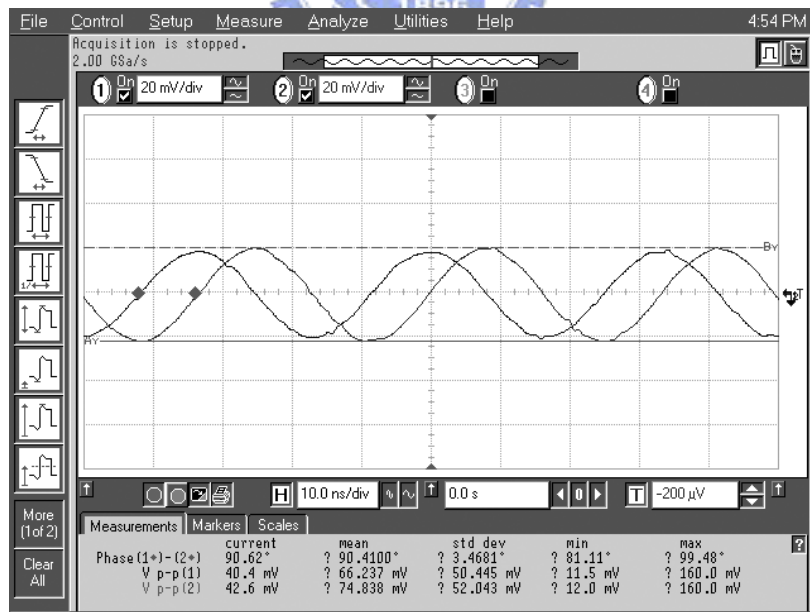 1896
File Control Setup Measure Analyze Utilities Help 4:54 PM
Acquisition is stopped.
2.00 GSa/s
1 On 20 mV/div 2 On 20 mV/div 3 On 4 On
By
Ay
T
H 10.0 ns/div 0.0 s 0 T -200 µV
More
(1of 2)
Clear
All
Measurements Markers Scales ?
current mean std dev min max
Phase(1+)-(2+) 90.62° ? 90.4100° ? 3.4681° ? 81.11° ? 99.48°
V p-p(1) 40.4 mV ? 66.237 mV ? 50.445 mV ? 11.5 mV ? 160.0 mV
V p-p(2) 42.6 mV ? 74.838 mV ? 52.043 mV ? 12.0 mV ? 160.0 mV